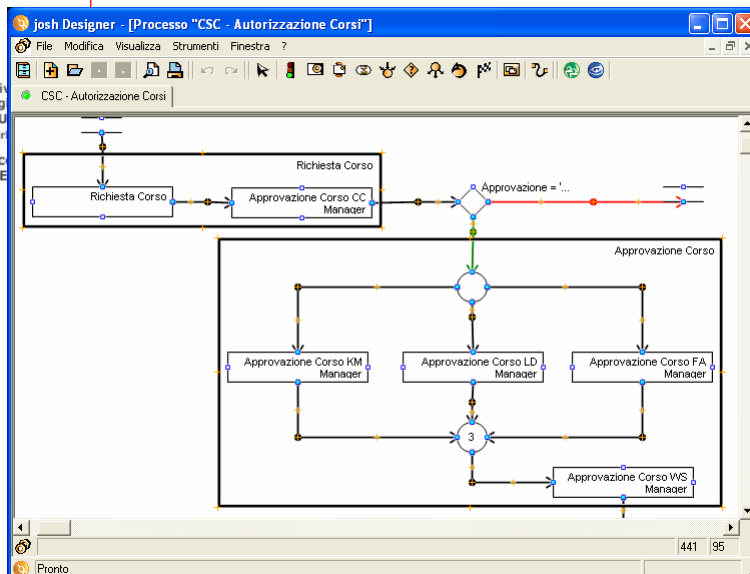 josh Designer - [Processo "CSC - Autorizzazione Corsi"]
File Modifica Visualizza Strumenti Finestra ?
CSC - Autorizzazione Corsi
Richiesta Corso
Richiesta Corso
Approvazione Corso CC
Manager
Approvazione = '...
Approvazione Corso
Approvazione Corso KM
Manager
Approvazione Corso LD
Manager
Approvazione Corso FA
Manager
3
Approvazione Corso WS
Manager
441 95
Pronto